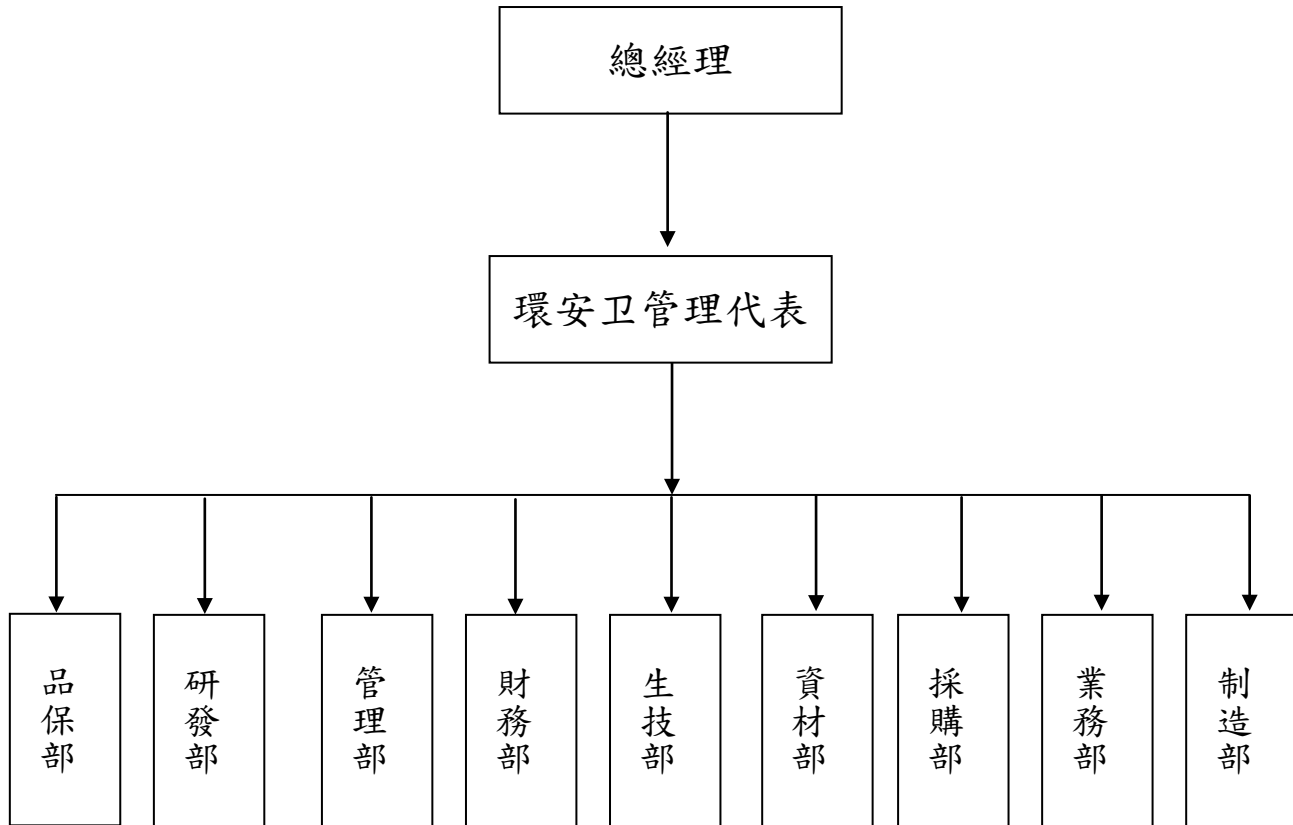 總經理
環安卫管理代表
品保部
研發部
管理部
財務部
生技部
資材部
採購部
業務部
制造部